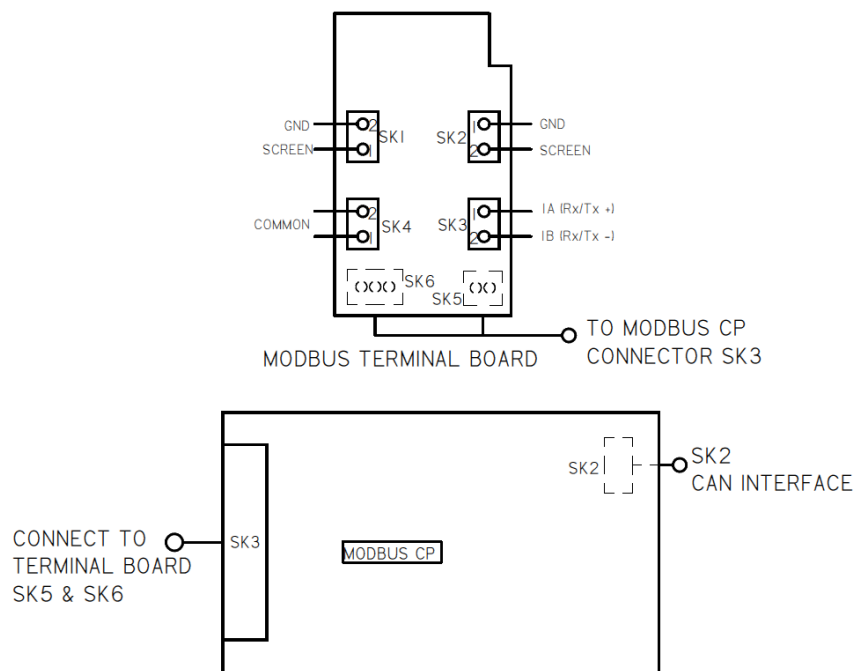 GND
2
SK1
SCREEN
1
1
GND
SK2
2
SCREEN
2
COMMON
SK4
1
1
1A (Rx/Tx +)
SK3
2
1B (Rx/Tx -)
SK6
SK5
TO MODBUS CP
CONNECTOR SK3
MODBUS TERMINAL BOARD
SK2
SK2
CAN INTERFACE
CONNECT TO
TERMINAL BOARD
SK5 & SK6
SK3
MODBUS CP